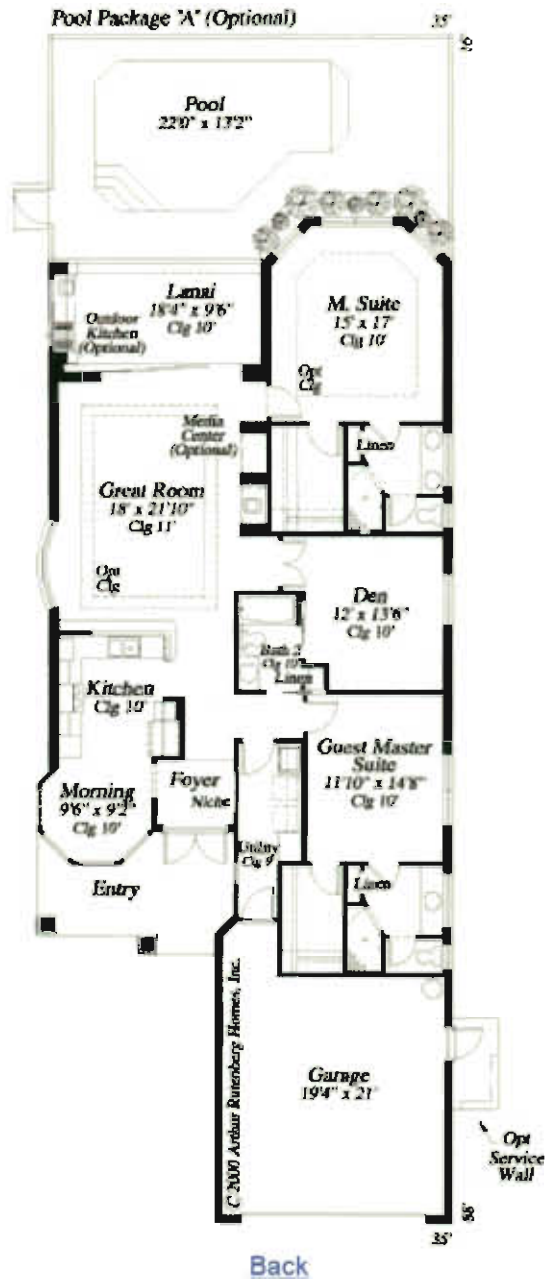 Pool Package "A" (Optional)
35'
16'
Pool
22'0" x 13'2"
Lanai
18'4" x 9'6"
Clg 10'
Outdoor
Kitchen
(Optional)
M. Suite
15' x 17'
Clg 10'
Opt
Clg
Media
Center
(Optional)
Linen
Great Room
18' x 21'10"
Clg 11'
Opt
Clg
Den
12' x 13'6"
Clg 10'
Bath 2
Clg 10'
Linen
Kitchen
Clg 10'
Guest Master
Suite
11'10" x 14'8"
Clg 10'
Foyer
Niche
Morning
9'6" x 9'2"
Clg 10'
Utility
Clg 9'
Linen
Entry
C 2000 Arthur Rutenberg Homes, Inc.
Garage
19'4" x 21'
Opt
Service
Wall
88'
35'
Back